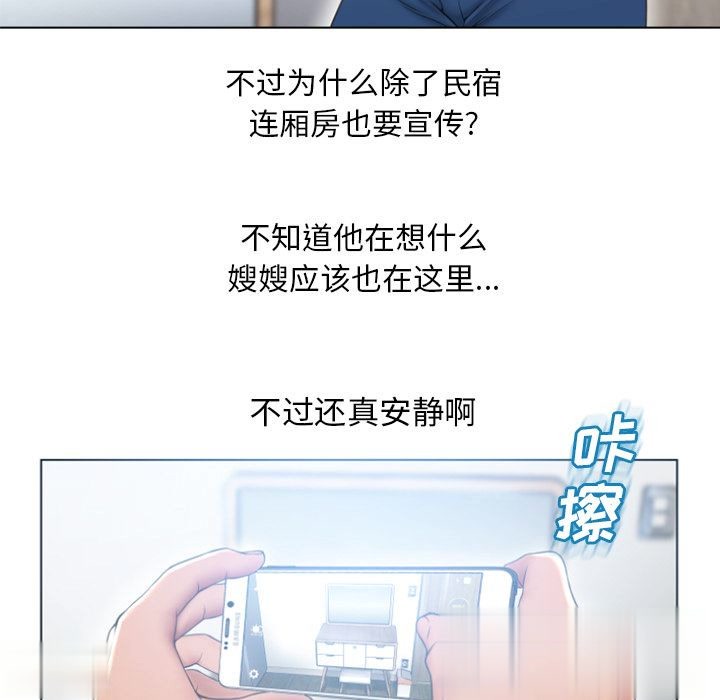 不过为什么除了民宿
连厢房也要宣传?
不知道他在想什么
嫂嫂应该也在这里...
不过还真安静啊
咔
擦
SAMSUNG